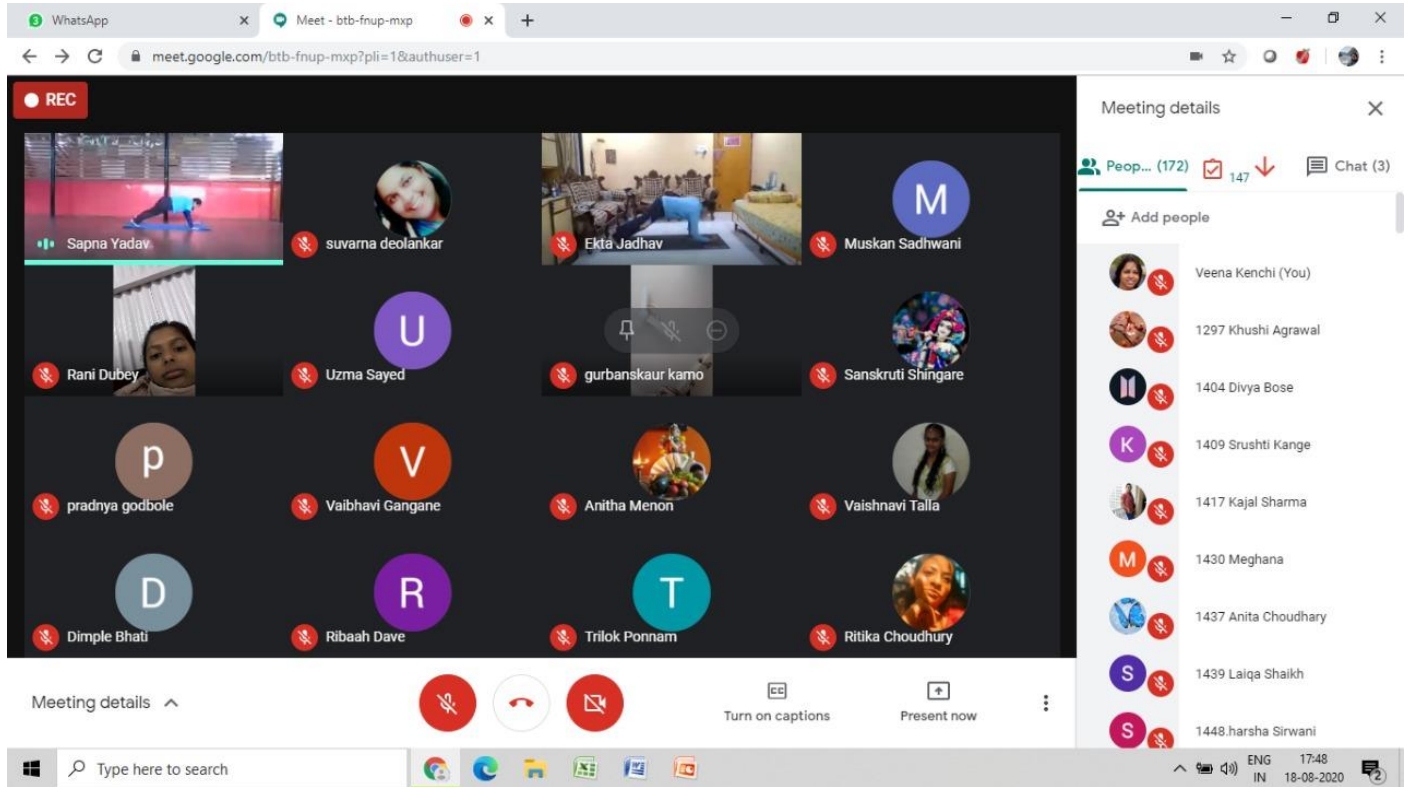 3 WhatsApp
Meet - btb-fnup-mxp
meet.google.com/btb-fnup-mxp?pli=1&authuser=1
REC
Meeting details
Peop... (172) 147 Chat (3)
Add people
Sapna Yadav
suvarna deolankar
Ekta Jadhav
M
Muskan Sadhwani
Rani Dubey
U
Uzma Sayed
gurbanskaur kamo
Sanskruti Shingare
p
pradnya godbole
V
Vaibhavi Gangane
Anitha Menon
Vaishnavi Talla
D
Dimple Bhati
R
Ribaah Dave
T
Trilok Ponnam
Ritika Choudhury
Veena Kenchi (You)
1297 Khushi Agrawal
1404 Divya Bose
K
1409 Srushti Kange
1417 Kajal Sharma
M
1430 Meghana
1437 Anita Choudhary
S
1439 Laiqa Shaikh
S
1448.harsha Sirwani
Meeting details
CC
Turn on captions
Present now
Type here to search
ENG
IN
17:48
18-08-2020
2